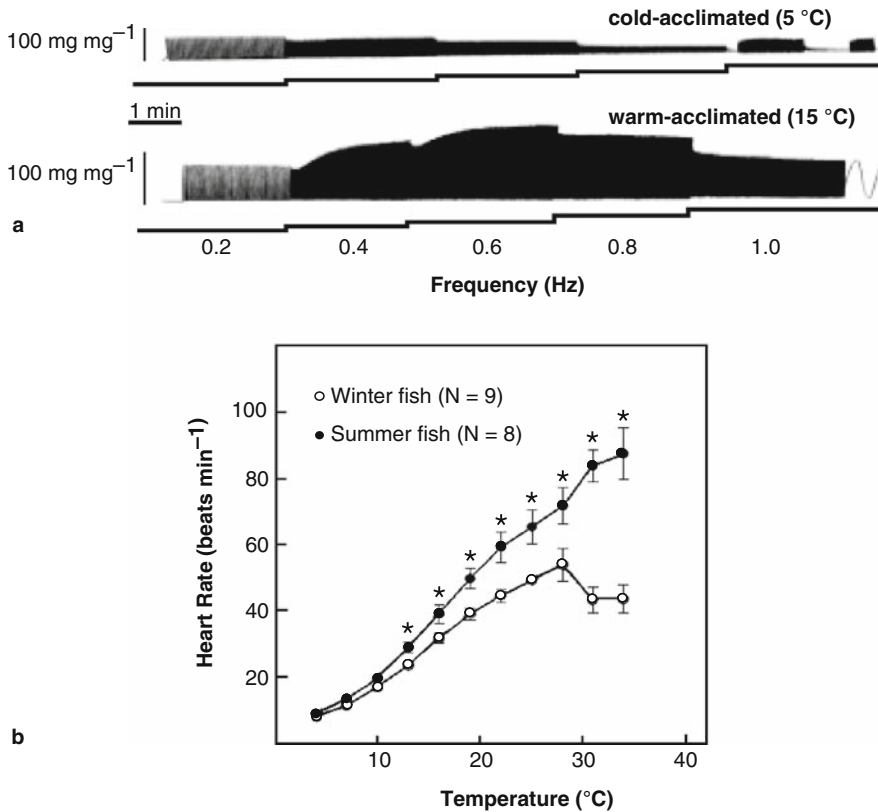 cold-acclimated (5 °C)
100 mg mg–1
1 min
warm-acclimated (15 °C)
100 mg mg–1
a
0.2 0.4 0.6 0.8 1.0
Frequency (Hz)
Winter fish (N = 9)
Summer fish (N = 8)
* * * * * * * *
Heart Rate (beats min–1)
100
80
60
40
20
b
10 20 30 40
Temperature (°C)